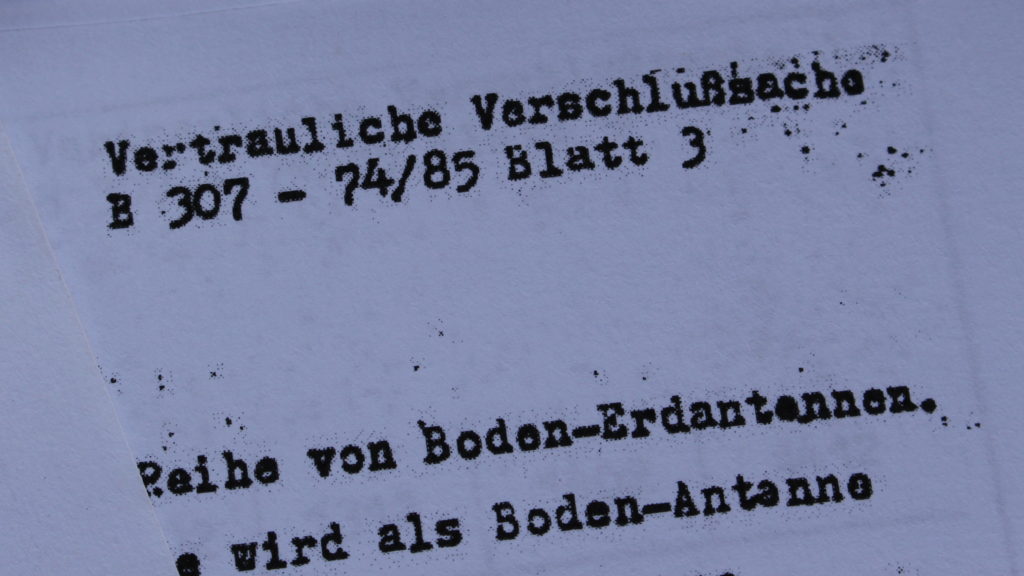 Vertrauliche Verschlußsache
B 307 - 74/85 Blatt 3
Reihe von Boden-Erdantennen.
e wird als Boden-Antenne